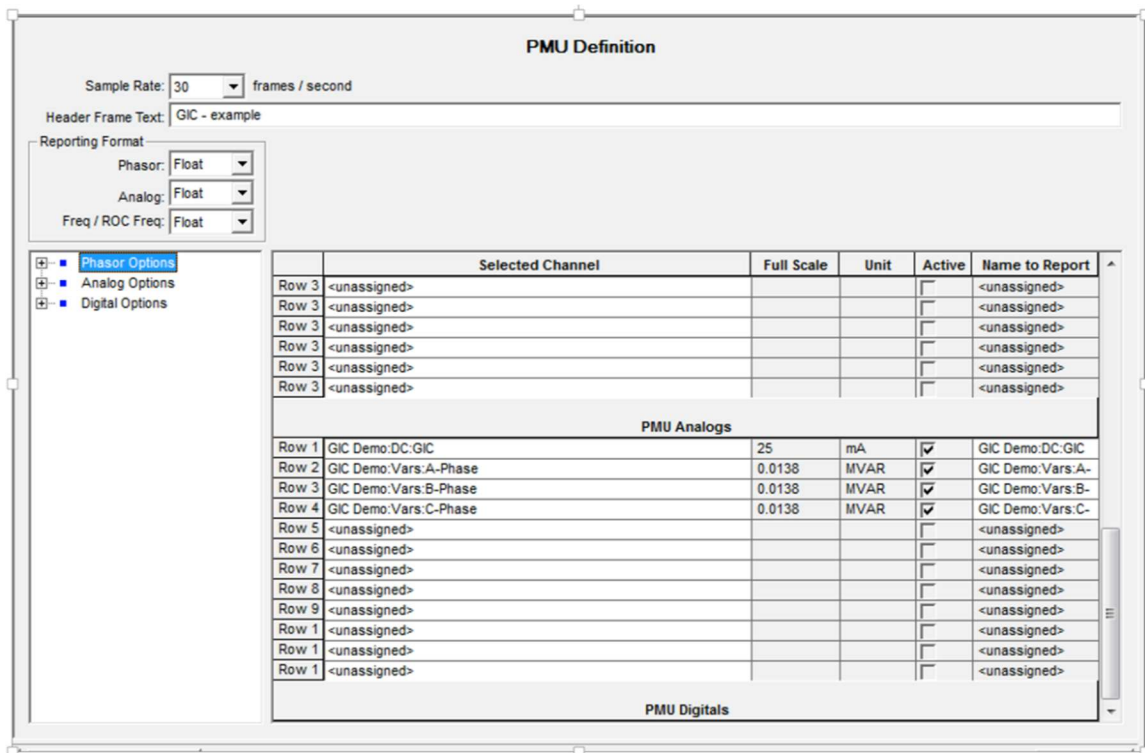 PMU Definition
Sample Rate: 30 frames / second
Header Frame Text: GIC - example
Reporting Format
Phasor: Float
Analog: Float
Freq / ROC Freq: Float
Phasor Options
Analog Options
Digital Options
Selected Channel Full Scale Unit Active Name to Report
Row 3 <unassigned> <unassigned>
Row 3 <unassigned> <unassigned>
Row 3 <unassigned> <unassigned>
Row 3 <unassigned> <unassigned>
Row 3 <unassigned> <unassigned>
Row 3 <unassigned> <unassigned>
PMU Analogs
Row 1 GIC Demo:DC:GIC 25 mA GIC Demo:DC:GIC
Row 2 GIC Demo:Vars:A-Phase 0.0138 MVAR GIC Demo:Vars:A-
Row 3 GIC Demo:Vars:B-Phase 0.0138 MVAR GIC Demo:Vars:B-
Row 4 GIC Demo:Vars:C-Phase 0.0138 MVAR GIC Demo:Vars:C-
Row 5 <unassigned> <unassigned>
Row 6 <unassigned> <unassigned>
Row 7 <unassigned> <unassigned>
Row 8 <unassigned> <unassigned>
Row 9 <unassigned> <unassigned>
Row 1 <unassigned> <unassigned>
Row 1 <unassigned> <unassigned>
Row 1 <unassigned> <unassigned>
PMU Digitals